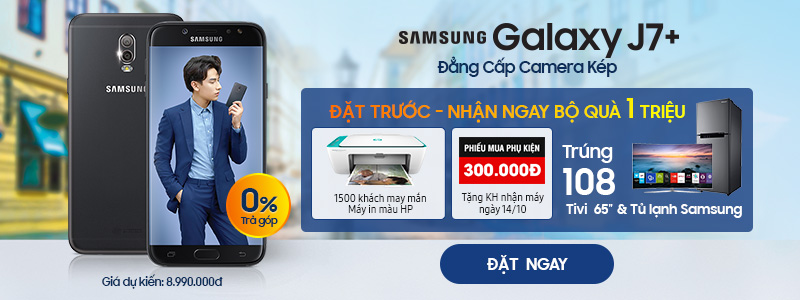 SAMSUNG
SAMSUNG
0%
Trả góp
Giá dự kiến: 8.990.000đ
SAMSUNG Galaxy J7+
Đẳng Cấp Camera Kép
ĐẶT TRƯỚC - NHẬN NGAY BỘ QUÀ 1 TRIỆU
1500 khách may mắn
Máy in màu HP
PHIẾU MUA PHỤ KIỆN
300.000Đ
Tặng KH nhận máy
ngày 14/10
Trúng
108
Tivi 65" & Tủ lạnh Samsung
ĐẶT NGAY